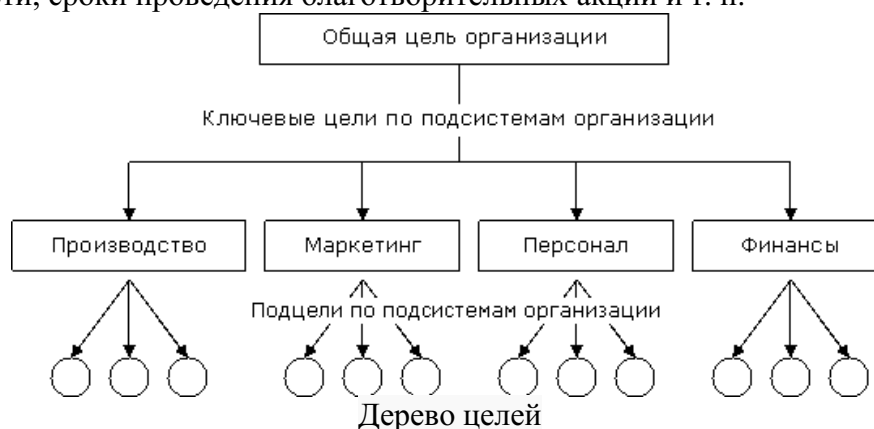 сроки проведения благотворительных акций и т. п.
Общая цель организации
Ключевые цели по подсистемам организации
Производство Маркетинг Персонал Финансы
Подцели по подсистемам организации
Дерево целей